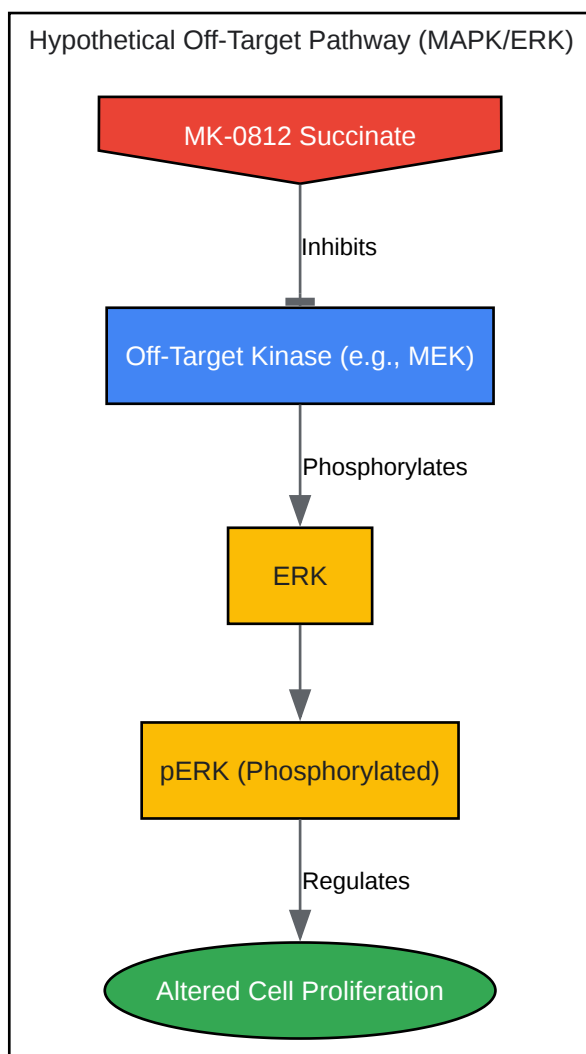 Hypothetical Off-Target Pathway (MAPK/ERK)
MK-0812 Succinate
Inhibits
Off-Target Kinase (e.g., MEK)
Phosphorylates
ERK
pERK (Phosphorylated)
Regulates
Altered Cell Proliferation